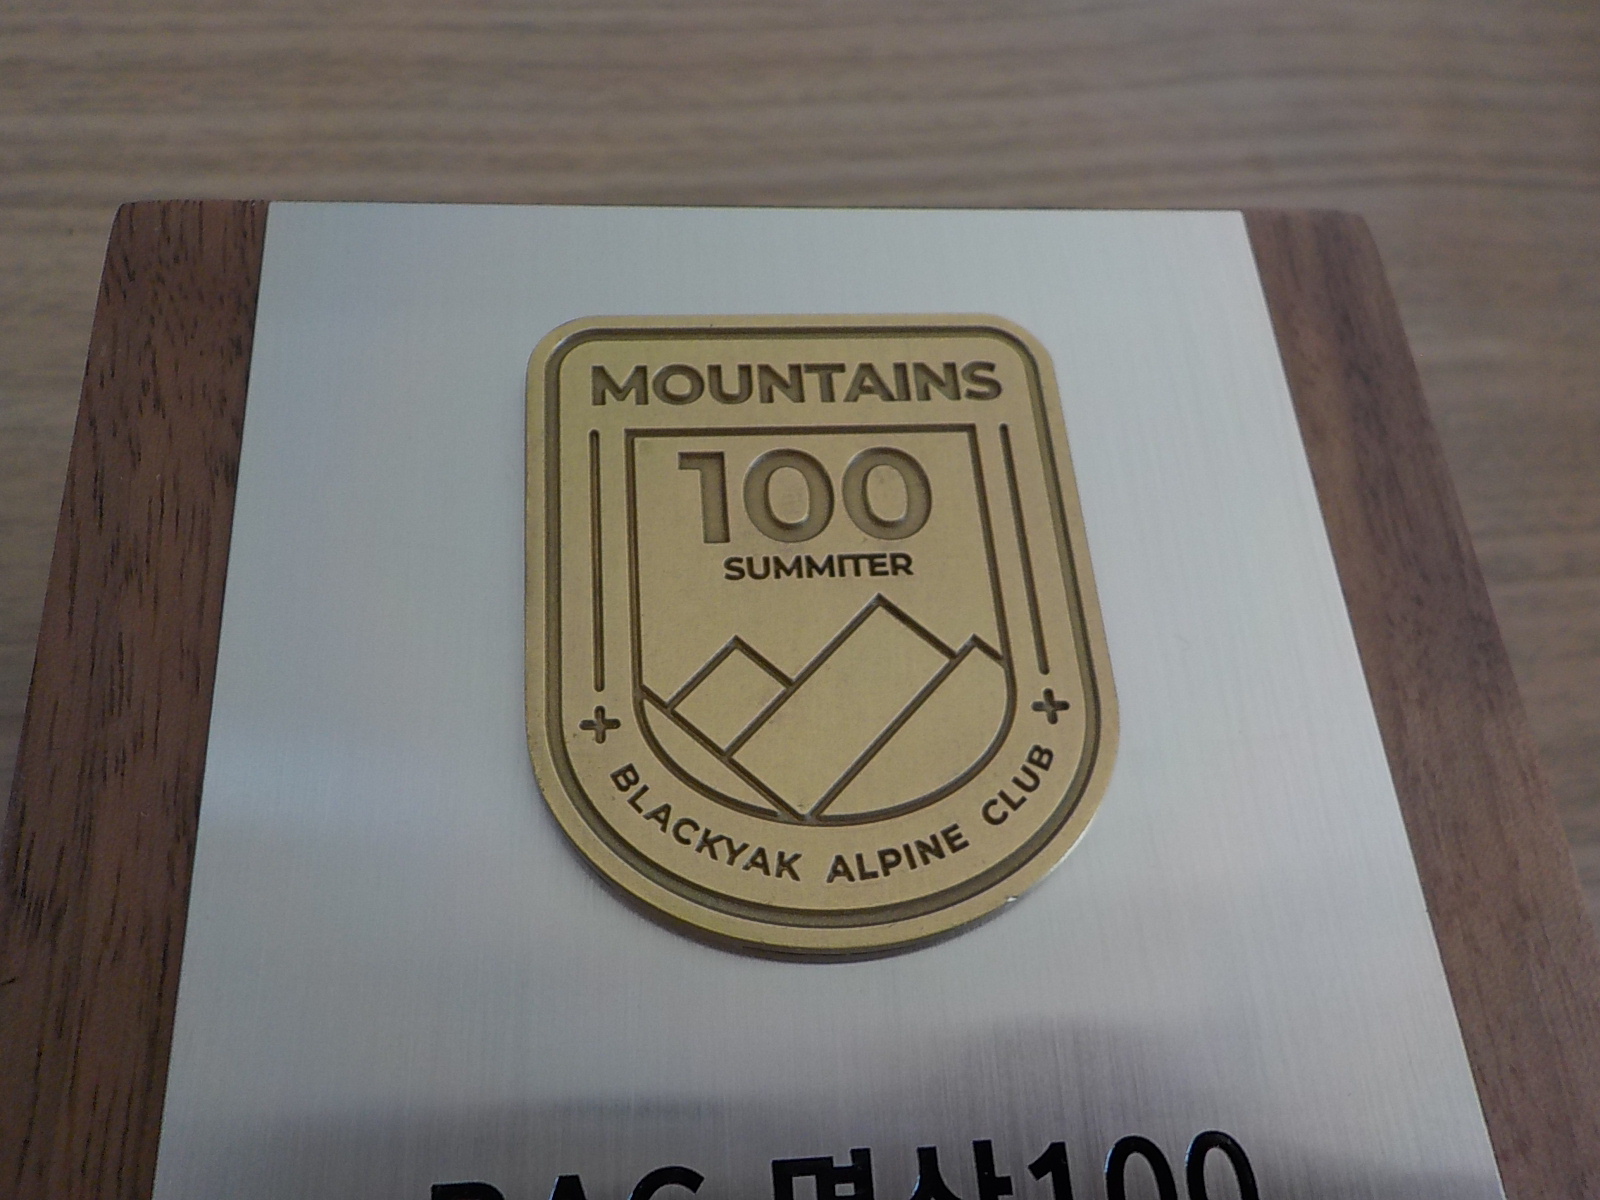 MOUNTAINS
100
SUMMITER
BLACKYAK ALPINE CLUB
BAC 명산100